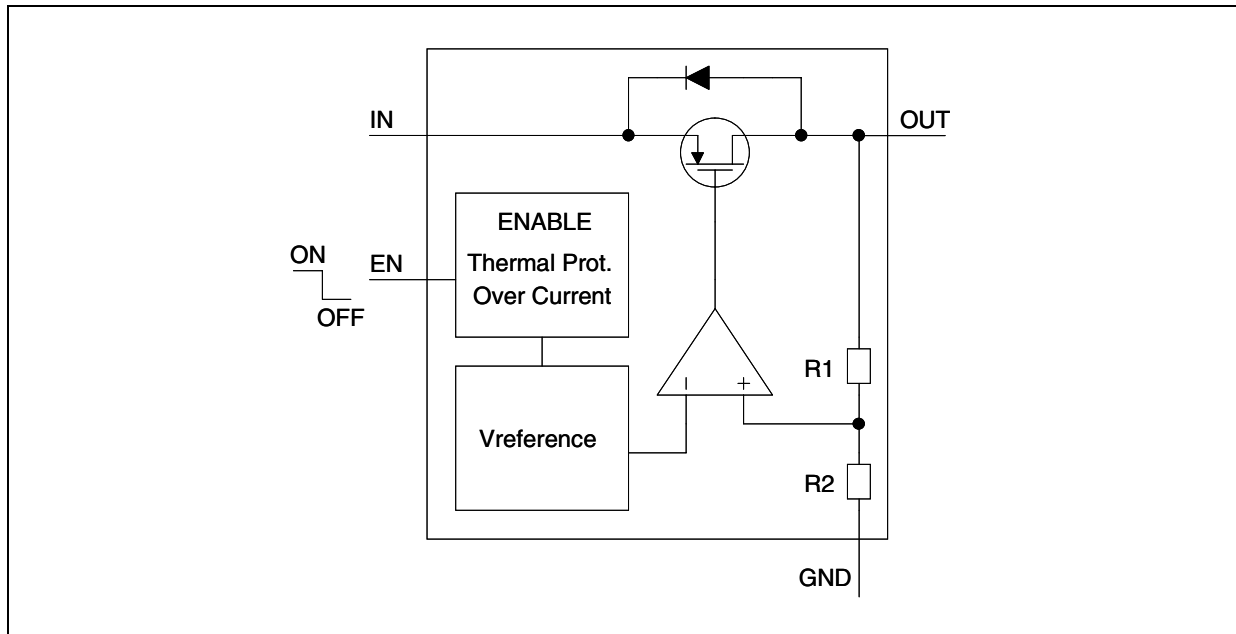 IN
OUT
ENABLE
Thermal Prot.
Over Current
ON
OFF
EN
R1
Vreference
R2
GND